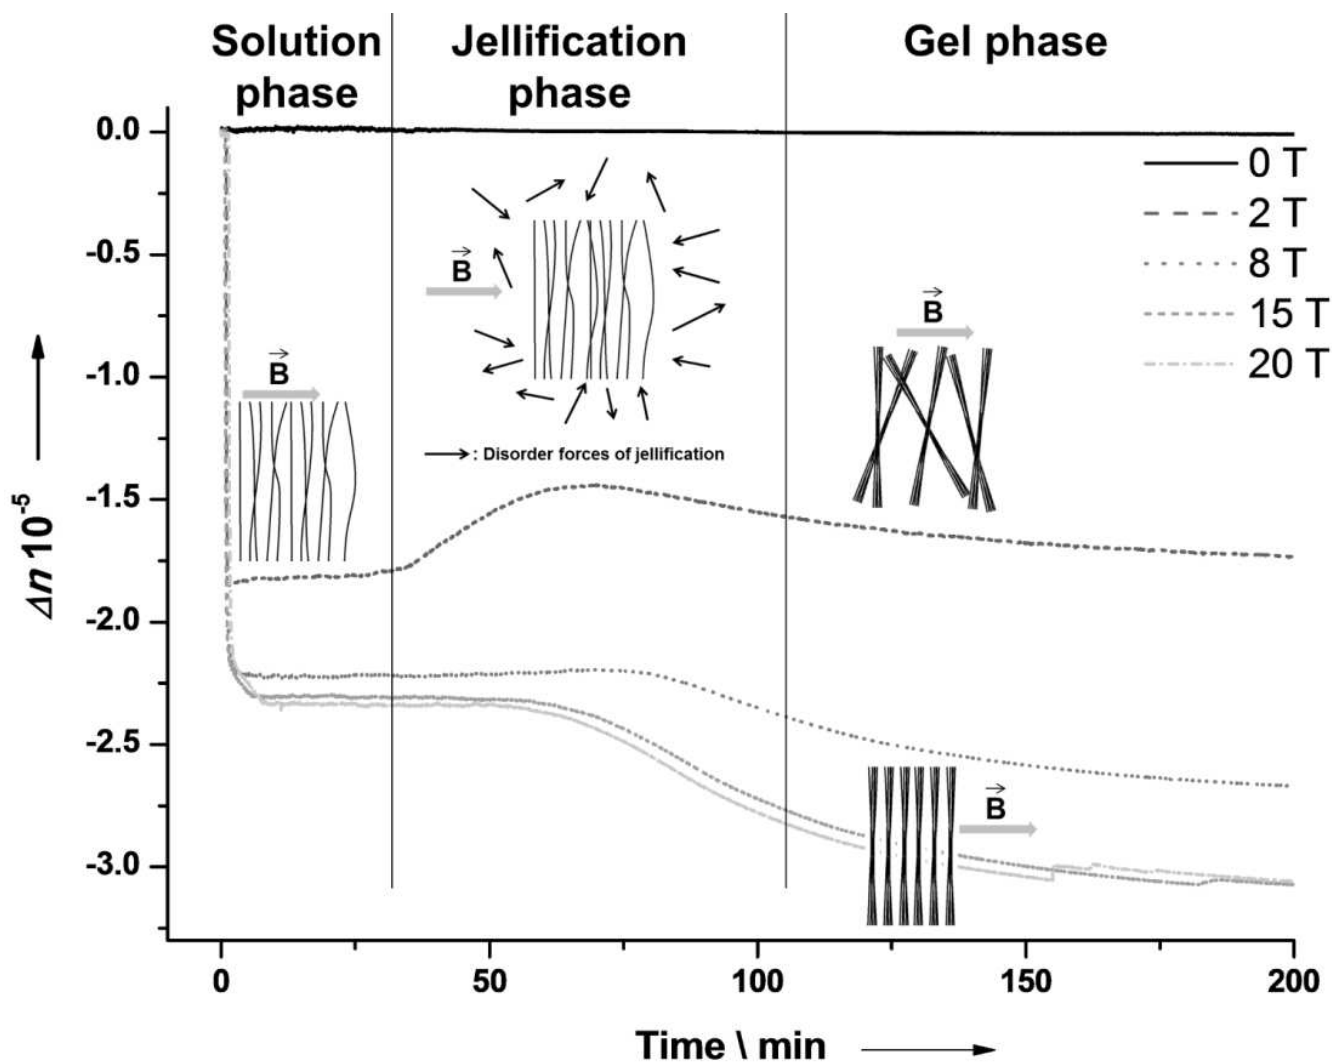 Solution phase
Jellification phase
Gel phase
0.0
-0.5
-1.0
-1.5
-2.0
-2.5
-3.0
Δn 10⁻⁵
0 T
2 T
8 T
15 T
20 T
B
B
B
: Disorder forces of jellification
B
0
50
100
150
200
Time \ min